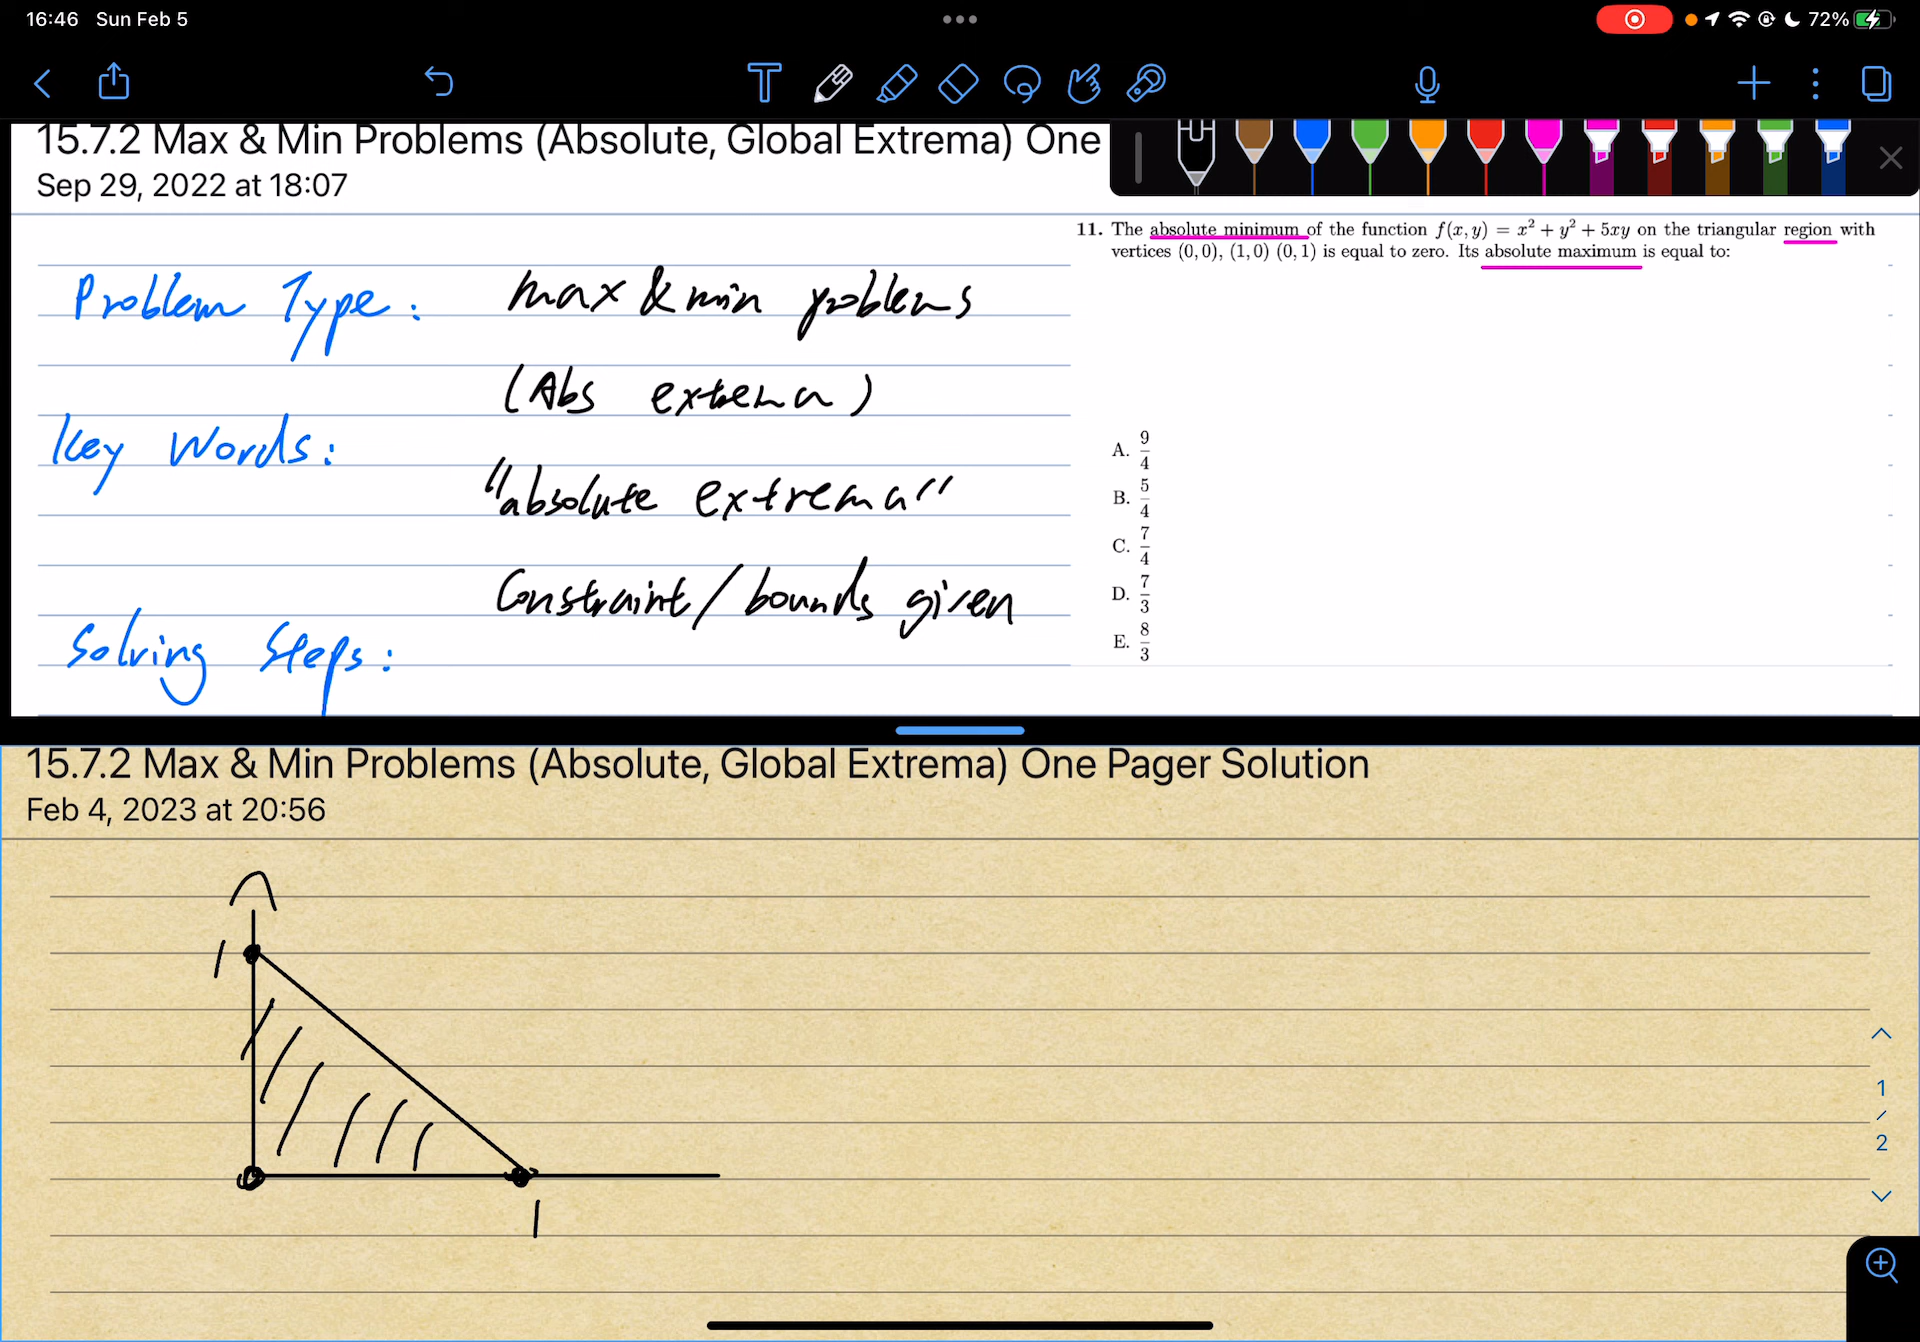 16:46 Sun Feb 5
72%
15.7.2 Max & Min Problems (Absolute, Global Extrema) One
Sep 29, 2022 at 18:07
Problem Type: max & min problems
(Abs extema)
Key Words:
"absolute extrema"
Constraint/bounds given
Solving Steps:
11. The absolute minimum of the function f(x, y) = x² + y² + 5xy on the triangular region with
vertices (0,0), (1,0) (0,1) is equal to zero. Its absolute maximum is equal to:
A. 9/4
B. 5/4
C. 7/4
D. 7/3
E. 8/3
15.7.2 Max & Min Problems (Absolute, Global Extrema) One Pager Solution
Feb 4, 2023 at 20:56
1
1
1
/
2